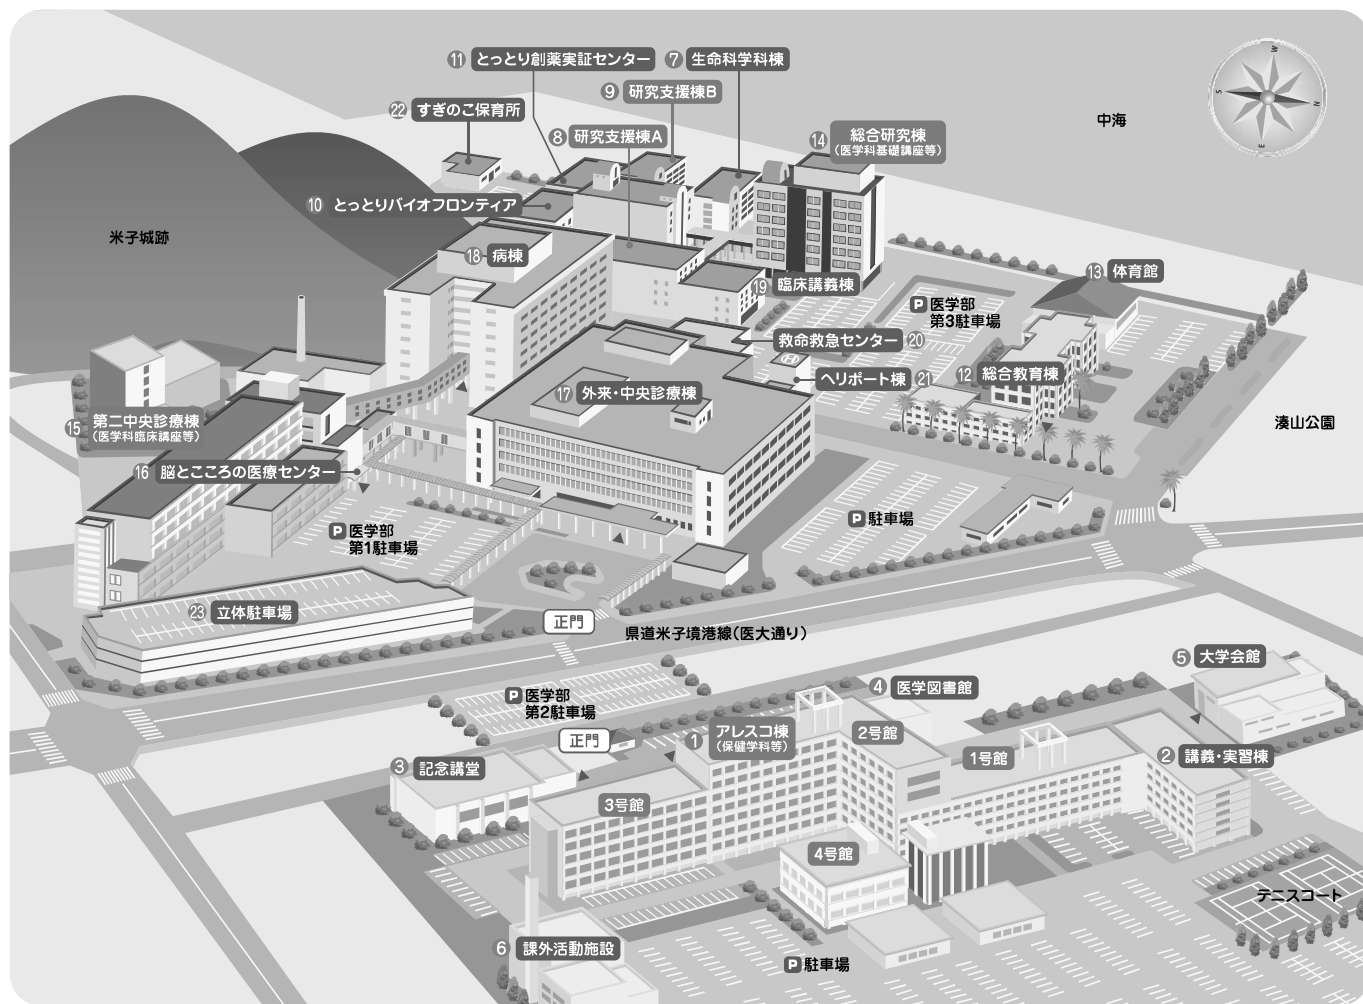 ⑪ とっとり創薬実証センター
⑦ 生命科学科棟
⑨ 研究支援棟B
㉒ すぎのこ保育所
⑧ 研究支援棟A
⑭ 総合研究棟
(医学科基礎講座等)
中海
W
S
N
E
⑩ とっとりバイオフロンティア
米子城跡
⑱ 病棟
⑲ 臨床講義棟
⑬ 体育館
P 医学部
第3駐車場
救命救急センター ⑳
H
ヘリポート棟 ㉑
⑫ 総合教育棟
⑰ 外来・中央診療棟
⑮ 第二中央診療棟
(医学科臨床講座等)
湊山公園
⑯ 脳とこころの医療センター
P 医学部
第1駐車場
P 駐車場
㉓ 立体駐車場
正門
県道米子境港線(医大通り)
⑤ 大学会館
④ 医学図書館
P 医学部
第2駐車場
正門
① アレスコ棟
(保健学科等)
2号館
1号館
② 講義・実習棟
③ 記念講堂
3号館
4号館
テニスコート
⑥ 課外活動施設
P 駐車場